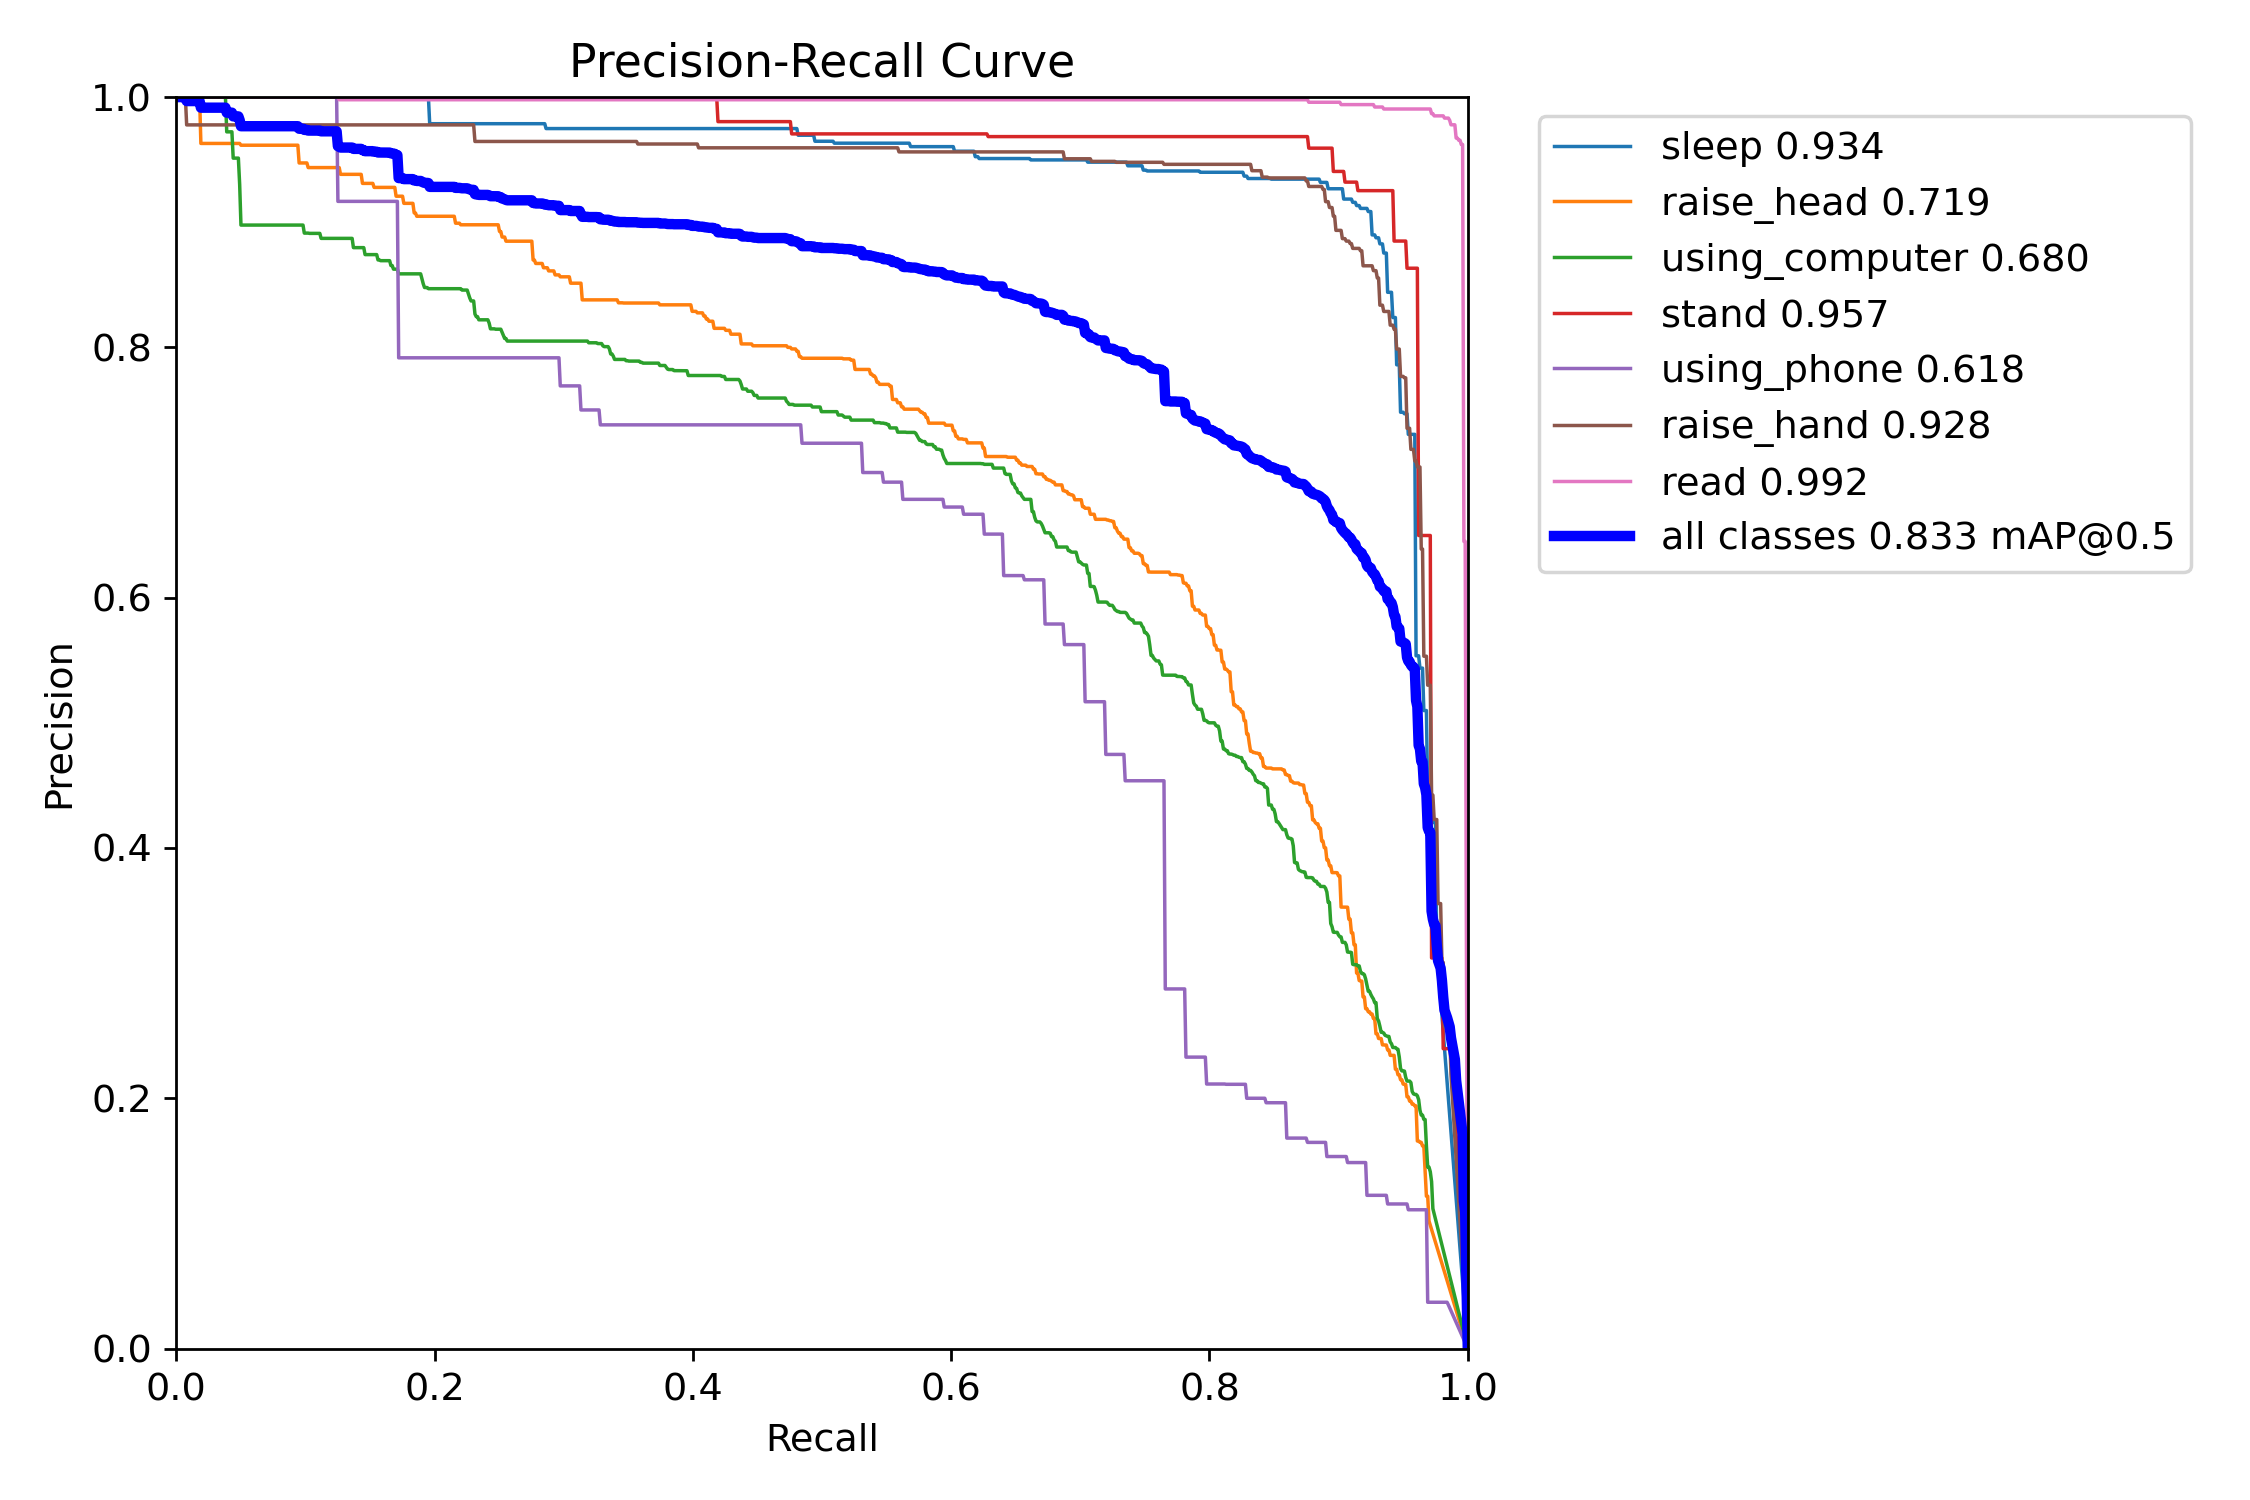 Precision-Recall Curve
1.0
0.8
0.6
0.4
0.2
0.0
Precision
0.0 0.2 0.4 0.6 0.8 1.0
Recall
sleep 0.934
raise_head 0.719
using_computer 0.680
stand 0.957
using_phone 0.618
raise_hand 0.928
read 0.992
all classes 0.833 mAP@0.5